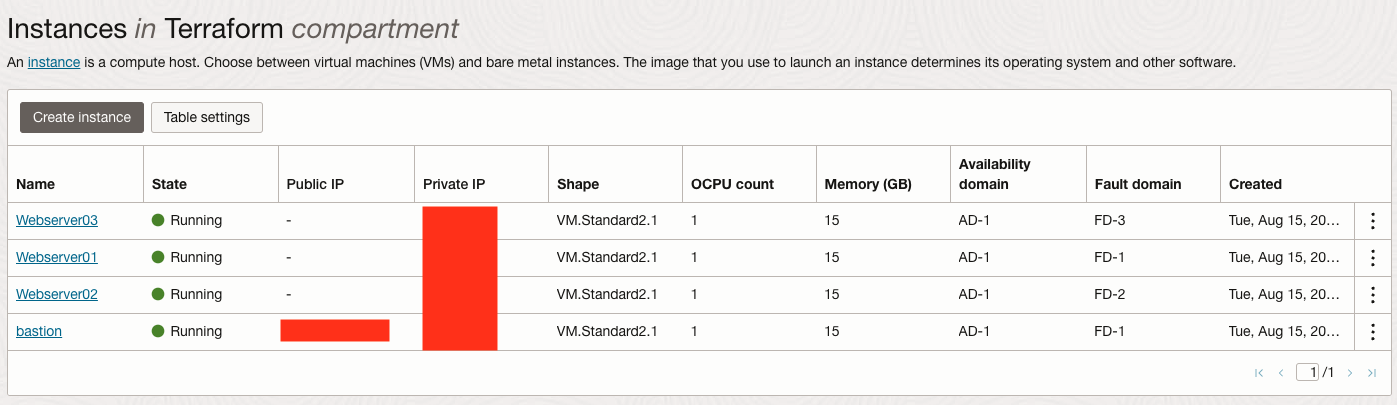 Instances in Terraform compartment
An instance is a compute host. Choose between virtual machines (VMs) and bare metal instances. The image that you use to launch an instance determines its operating system and other software.
Create instance Table settings
Name State Public IP Private IP Shape OCPU count Memory (GB) Availability domain Fault domain Created
Webserver03 Running - VM.Standard2.1 1 15 AD-1 FD-3 Tue, Aug 15, 20…
Webserver01 Running - VM.Standard2.1 1 15 AD-1 FD-1 Tue, Aug 15, 20…
Webserver02 Running - VM.Standard2.1 1 15 AD-1 FD-2 Tue, Aug 15, 20…
bastion Running VM.Standard2.1 1 15 AD-1 FD-1 Tue, Aug 15, 20…
1 /1